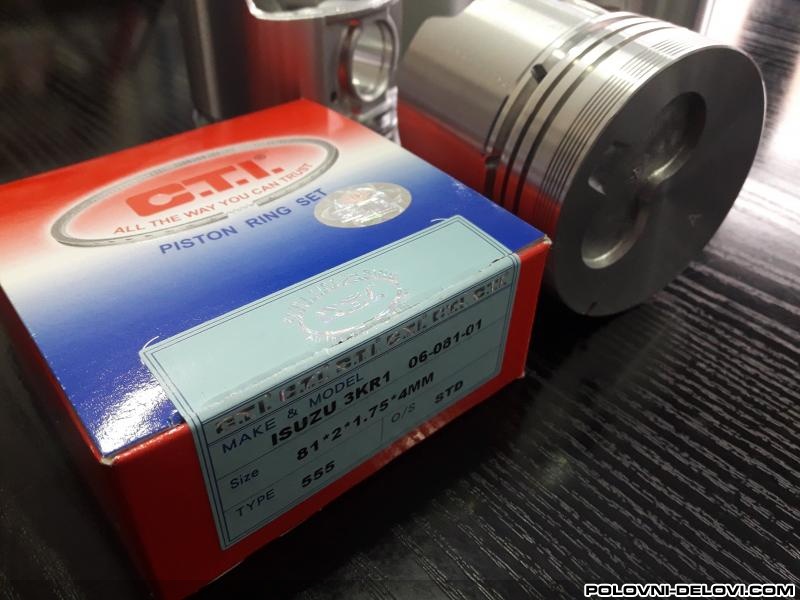 C.T.I.®
ALL THE WAY YOU CAN TRUST
PISTON RING SET
C.T.I. C.T.I. C.T.I. C.T.I. C.T.I. C.T.I.
MAKE & MODEL
ISUZU 3KR1 06-081-01
Size 81*2*1.75*4MM O/S STD
TYPE 555
POLOVNI-DELOVI.COM